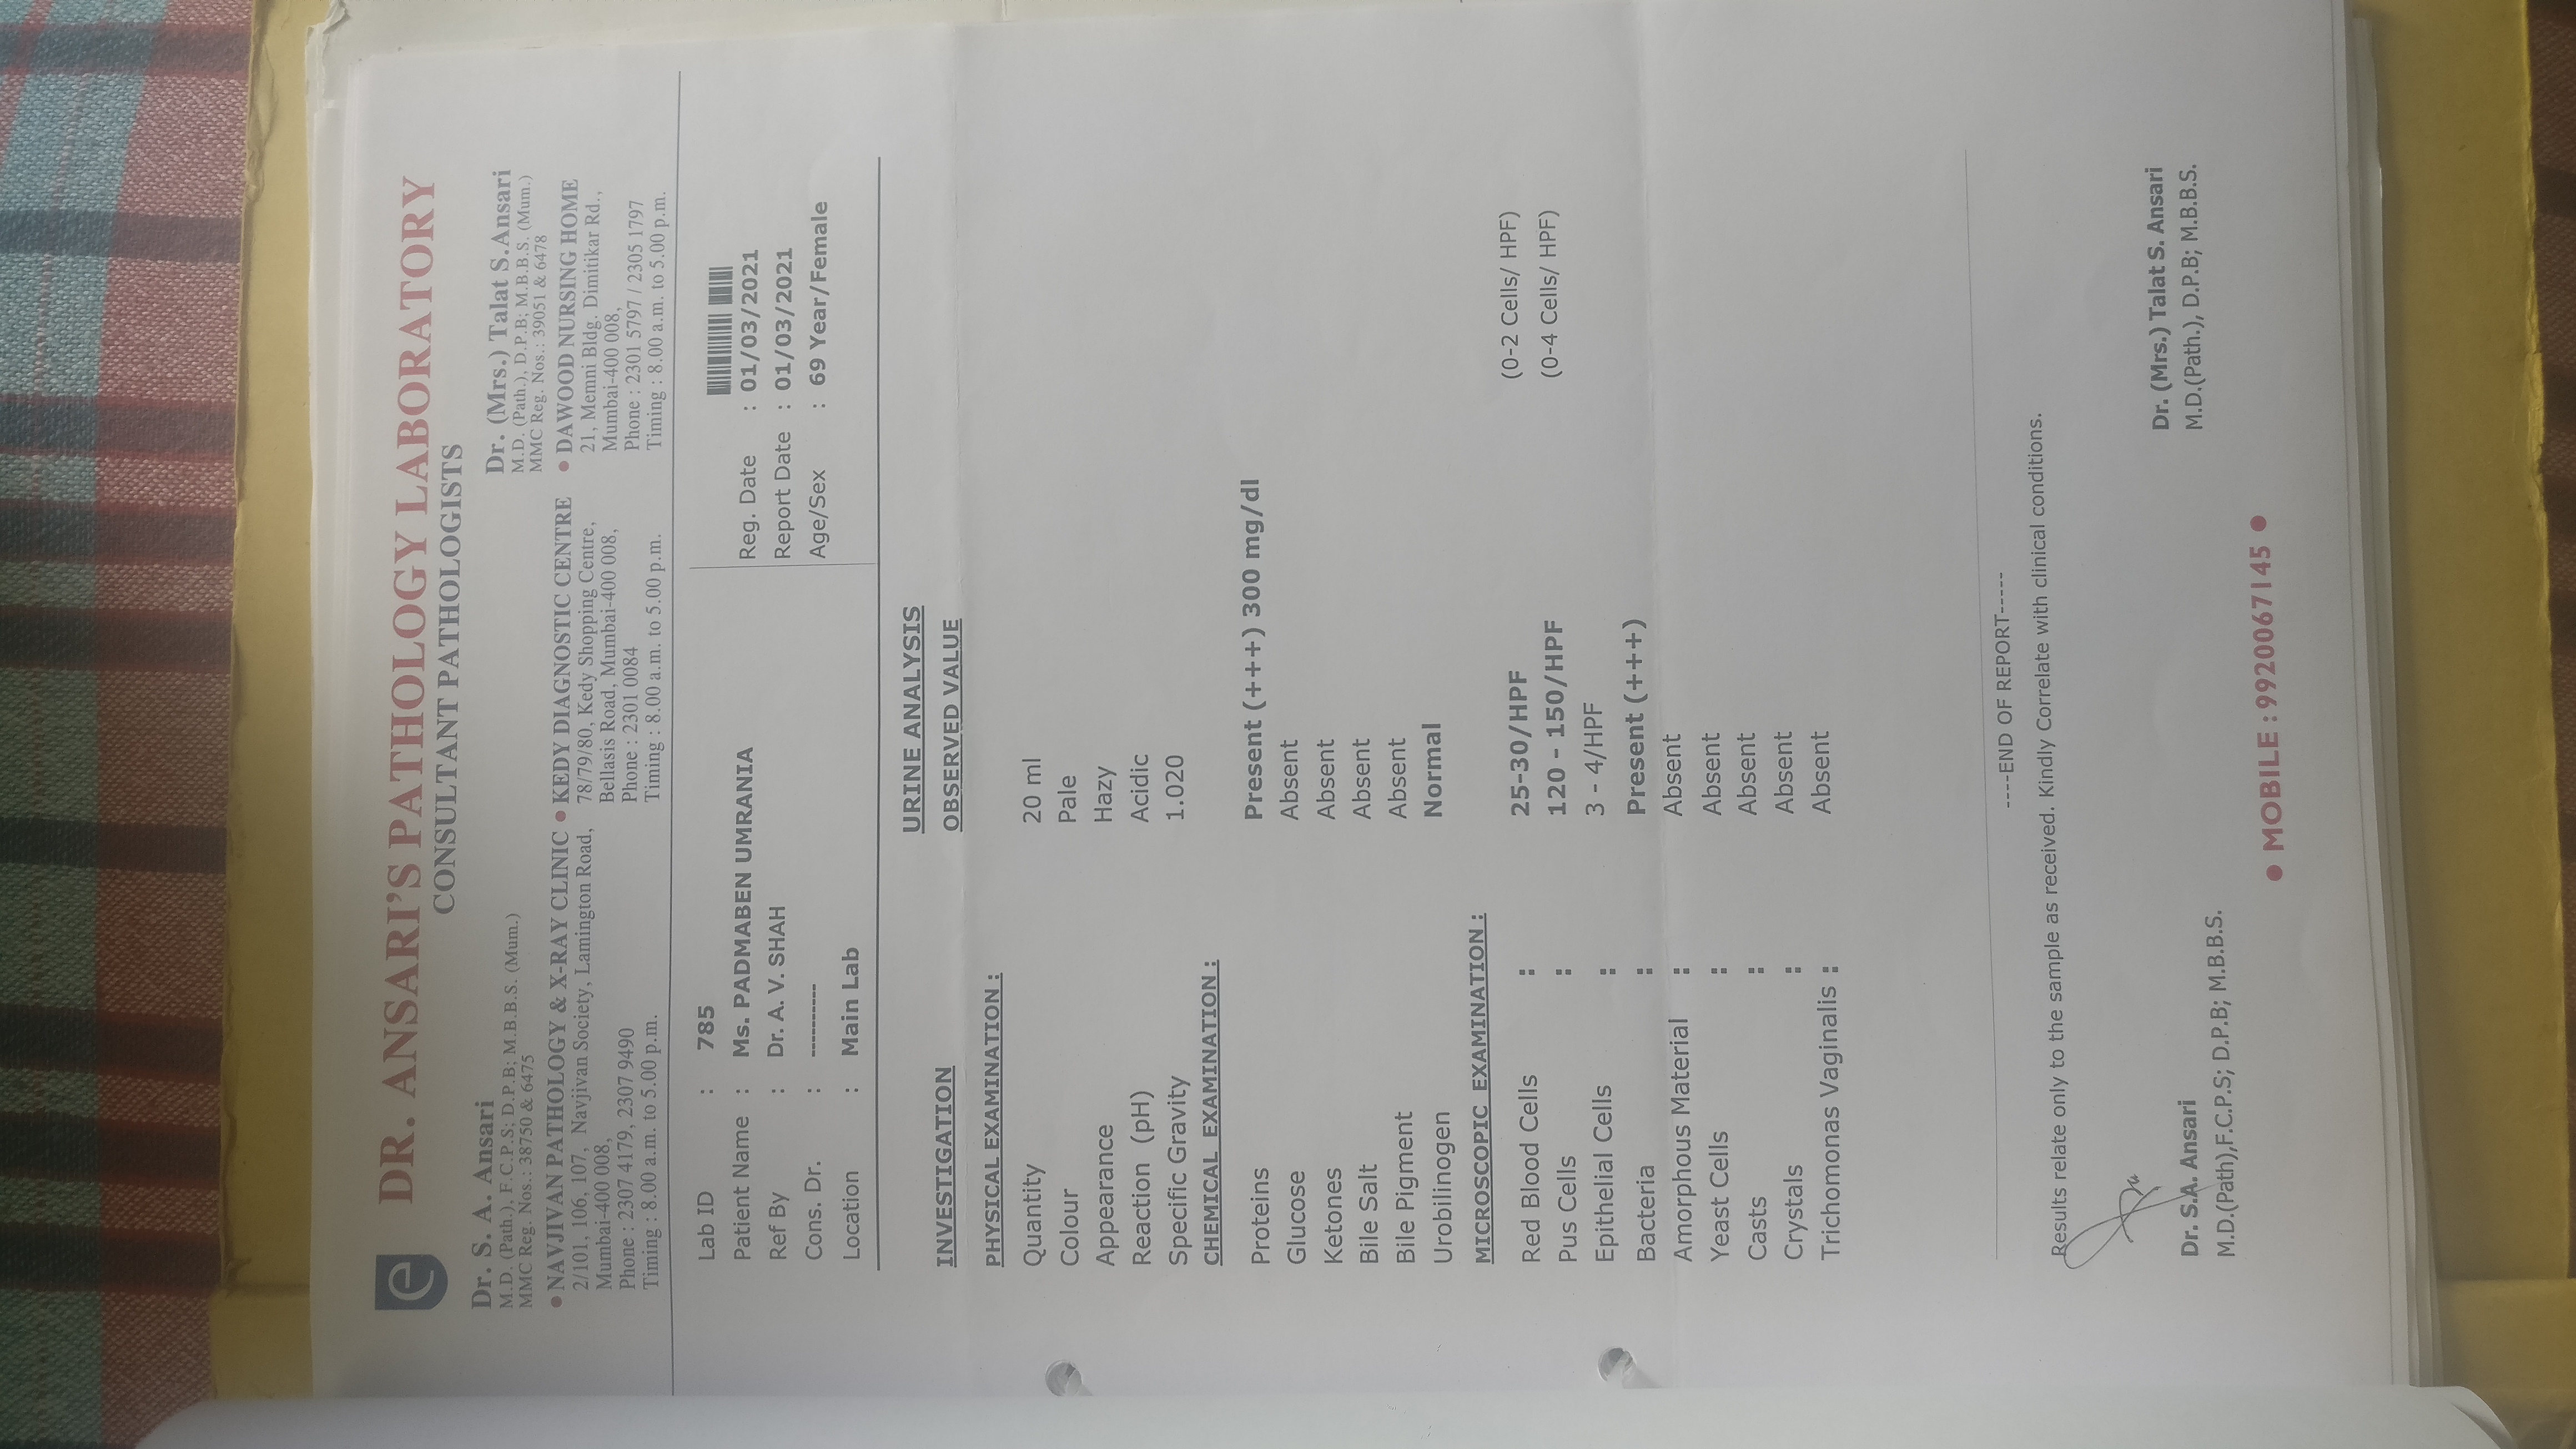 e
DR. ANSARI'S PATHOLOGY LABORATORY
CONSULTANT PATHOLOGISTS
Dr. S. A. Ansari
M.D. (Path.), F.C.P.S; D.P.B; M.B.B.S. (Mum.)
MMC Reg. Nos.: 38750 & 6475
Dr. (Mrs.) Talat S.Ansari
M.D. (Path.), D.P.B; M.B.B.S. (Mum.)
MMC Reg. Nos.: 39051 & 6478
• NAVJIVAN PATHOLOGY & X-RAY CLINIC
2/101, 106, 107, Navjivan Society, Lamington Road,
Mumbai-400 008,
Phone : 2307 4179, 2307 9490
Timing : 8.00 a.m. to 5.00 p.m.
• KEDY DIAGNOSTIC CENTRE
78/79/80, Kedy Shopping Centre,
Bellasis Road, Mumbai-400 008,
Phone : 2301 0084
Timing : 8.00 a.m. to 5.00 p.m.
• DAWOOD NURSING HOME
21, Memni Bldg. Dimitikar Rd.,
Mumbai-400 008,
Phone : 2301 5797 / 2305 1797
Timing : 8.00 a.m. to 5.00 p.m.
Lab ID : 785
Patient Name : Ms. PADMABEN UMRANIA
Ref By : Dr. A. V. SHAH
Cons. Dr. : ----------
Location : Main Lab
Reg. Date : 01/03/2021
Report Date : 01/03/2021
Age/Sex : 69 Year/Female
URINE ANALYSIS
INVESTIGATION OBSERVED VALUE
PHYSICAL EXAMINATION :
Quantity 20 ml
Colour Pale
Appearance Hazy
Reaction (pH) Acidic
Specific Gravity 1.020
CHEMICAL EXAMINATION :
Proteins Present (+++) 300 mg/dl
Glucose Absent
Ketones Absent
Bile Salt Absent
Bile Pigment Absent
Urobilinogen Normal
MICROSCOPIC EXAMINATION :
Red Blood Cells : 25-30/HPF (0-2 Cells/ HPF)
Pus Cells : 120 - 150/HPF (0-4 Cells/ HPF)
Epithelial Cells : 3 - 4/HPF
Bacteria : Present (+++)
Amorphous Material : Absent
Yeast Cells : Absent
Casts : Absent
Crystals : Absent
Trichomonas Vaginalis : Absent
----END OF REPORT-----
Results relate only to the sample as received. Kindly Correlate with clinical conditions.
Dr. S.A. Ansari
M.D.(Path),F.C.P.S; D.P.B; M.B.B.S.
Dr. (Mrs.) Talat S. Ansari
M.D.(Path.), D.P.B; M.B.B.S.
• MOBILE : 9920067145 •